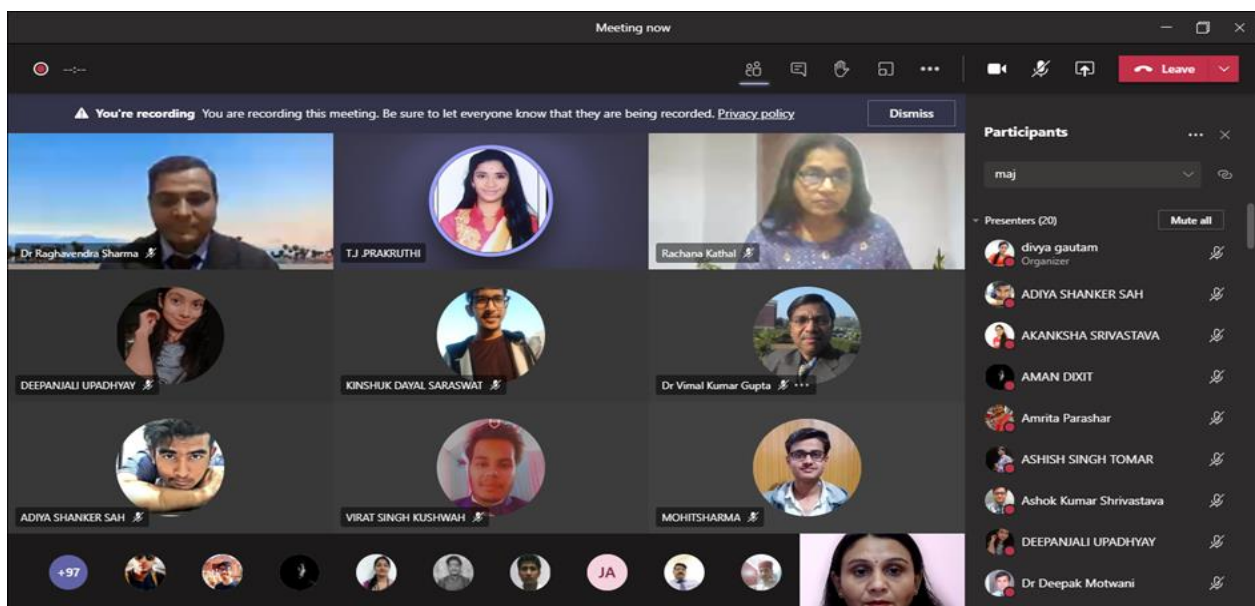 Meeting now
--:--
Leave
You're recording You are recording this meeting. Be sure to let everyone know that they are being recorded. Privacy policy
Dismiss
Dr Raghavendra Sharma
T.J .PRAKRUTHI
Rachana Kathal
DEEPANJALI UPADHYAY
KINSHUK DAYAL SARASWAT
Dr Vimal Kumar Gupta
ADIYA SHANKER SAH
VIRAT SINGH KUSHWAH
MOHITSHARMA
+97
JA
Participants
maj
Presenters (20)
Mute all
divya gautam
Organizer
ADIYA SHANKER SAH
AKANKSHA SRIVASTAVA
AMAN DIXIT
Amrita Parashar
ASHISH SINGH TOMAR
Ashok Kumar Shrivastava
DEEPANJALI UPADHYAY
Dr Deepak Motwani